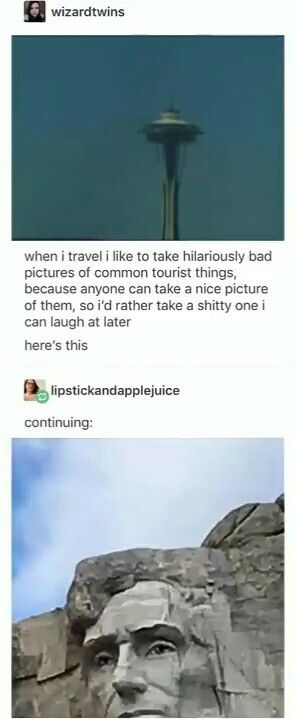 wizardtwins
when i travel i like to take hilariously bad
pictures of common tourist things,
because anyone can take a nice picture
of them, so i'd rather take a shitty one i
can laugh at later
here's this
lipstickandapplejuice
continuing: